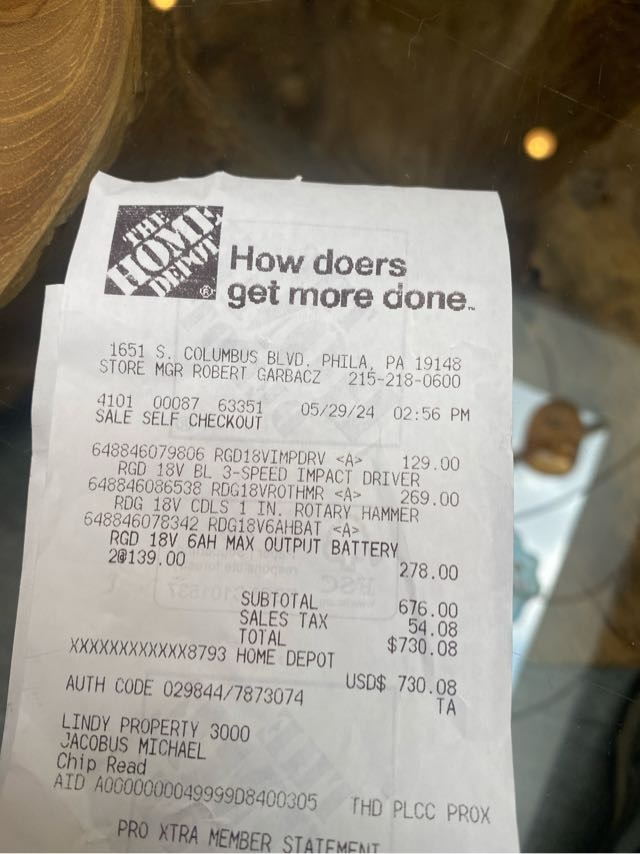 THE
HOME
DEPOT
®
How doers
get more done™
1651 S. COLUMBUS BLVD. PHILA, PA 19148
STORE MGR ROBERT GARBACZ 215-218-0600
4101 00087 63351 05/29/24 02:56 PM
SALE SELF CHECKOUT
648846079806 RGD18VIMPDRV <A> 129.00
RGD 18V BL 3-SPEED IMPACT DRIVER
648846086538 RDG18VROTHMR <A> 269.00
RDG 18V CDLS 1 IN. ROTARY HAMMER
648846078342 RDG18V6AHBAT <A>
RGD 18V 6AH MAX OUTPUT BATTERY
2@139.00 278.00
SUBTOTAL 676.00
SALES TAX 54.08
TOTAL $730.08
XXXXXXXXXXXX8793 HOME DEPOT
USD$ 730.08
AUTH CODE 029844/7873074 TA
LINDY PROPERTY 3000
JACOBUS MICHAEL
Chip Read
AID A0000000049999D8400305 THD PLCC PROX
PRO XTRA MEMBER STATEMENT